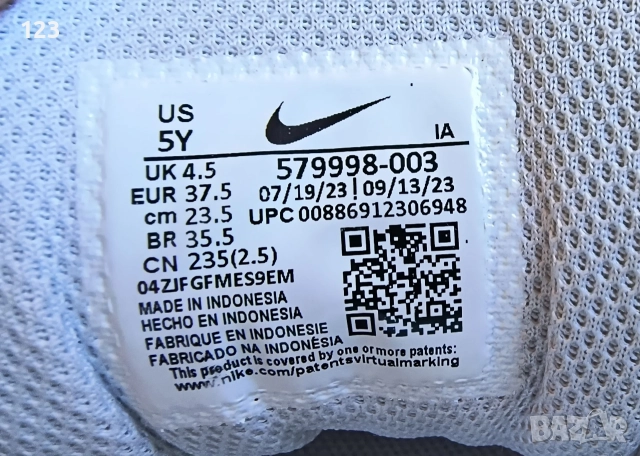 123
US
5Y
IA
UK 4.5
579998-003
EUR 37.5
07/19/23 | 09/13/23
cm 23.5
UPC 00886912306948
BR 35.5
CN 235(2.5)
04ZJFGFMES9EM
MADE IN INDONESIA
HECHO EN INDONESIA
FABRIQUE EN INDONESIE
FABRICADO NA INDONÉSIA
This product is covered by one or more patents:
www.nike.com/patentsvirtualmarking
BAZAR